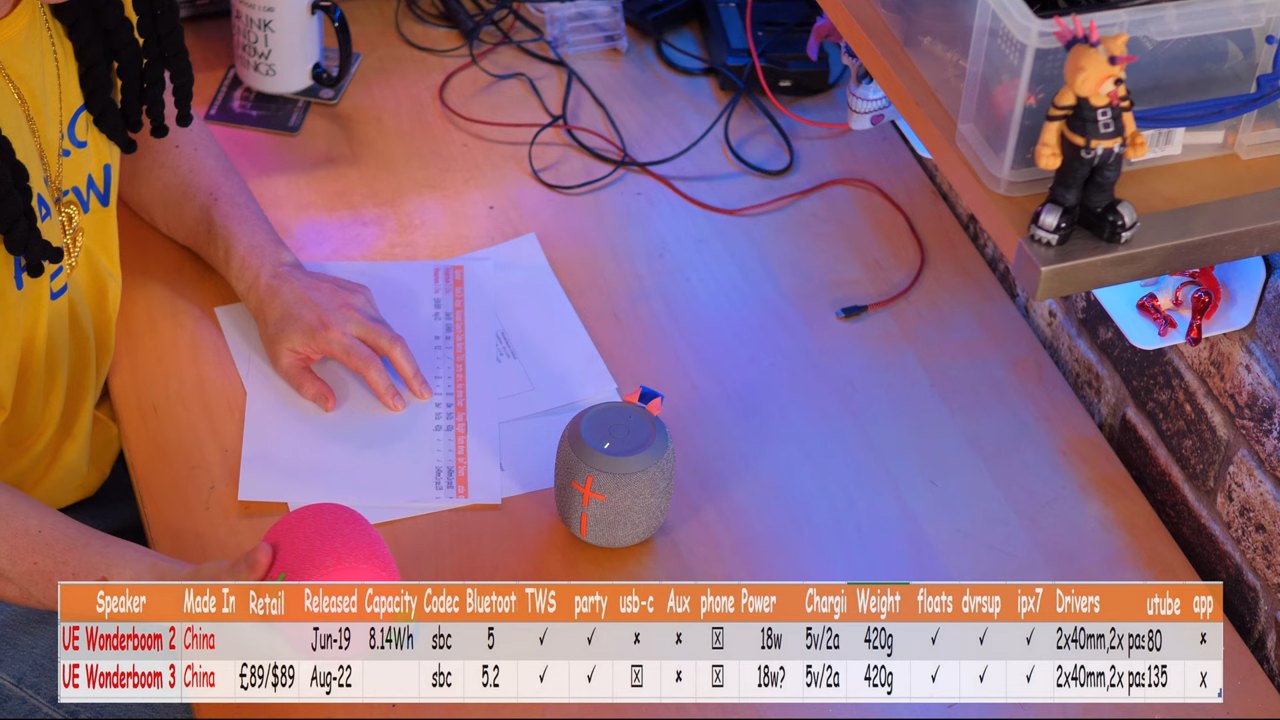 DRINK
AND I
KNOW
THINGS
Speaker Made In Retail Released Capacity Codec Bluetoot TWS party usb-c Aux phone Power Chargii Weight floats dvrsup ipx7 Drivers utube app
UE Wonderboom 2 China Jun-19 8.14Wh sbc 5 ✓ ✓ × × ☒ 18w 5v/2a 420g ✓ ✓ ✓ 2x40mm,2x pas 80 ×
UE Wonderboom 3 China £89/$89 Aug-22 sbc 5.2 ✓ ✓ ☒ × ☒ 18w? 5v/2a 420g ✓ ✓ ✓ 2x40mm,2x pas 135 x